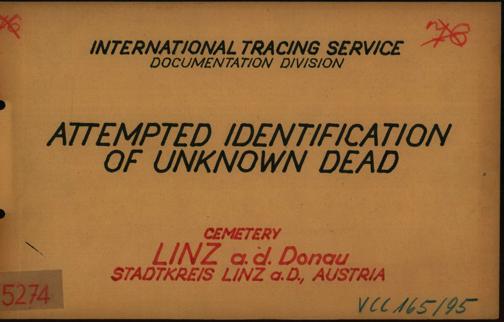 INTERNATIONAL TRACING SERVICE
DOCUMENTATION DIVISION
ATTEMPTED IDENTIFICATION
OF UNKNOWN DEAD
CEMETERY
LINZ a.d. Donau
STADTKREIS LINZ a.D., AUSTRIA
5274
VCC 165/95